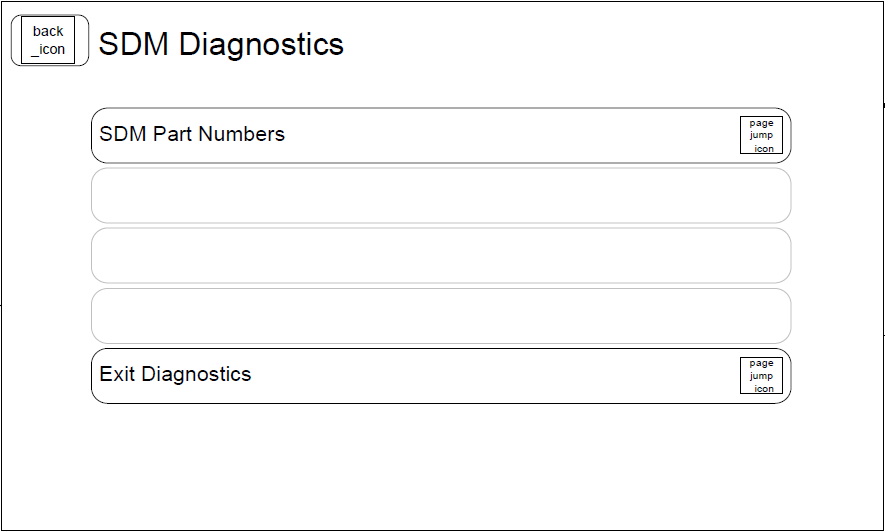 back
_icon
SDM Diagnostics
SDM Part Numbers
page
jump
icon
Exit Diagnostics
page
jump
icon